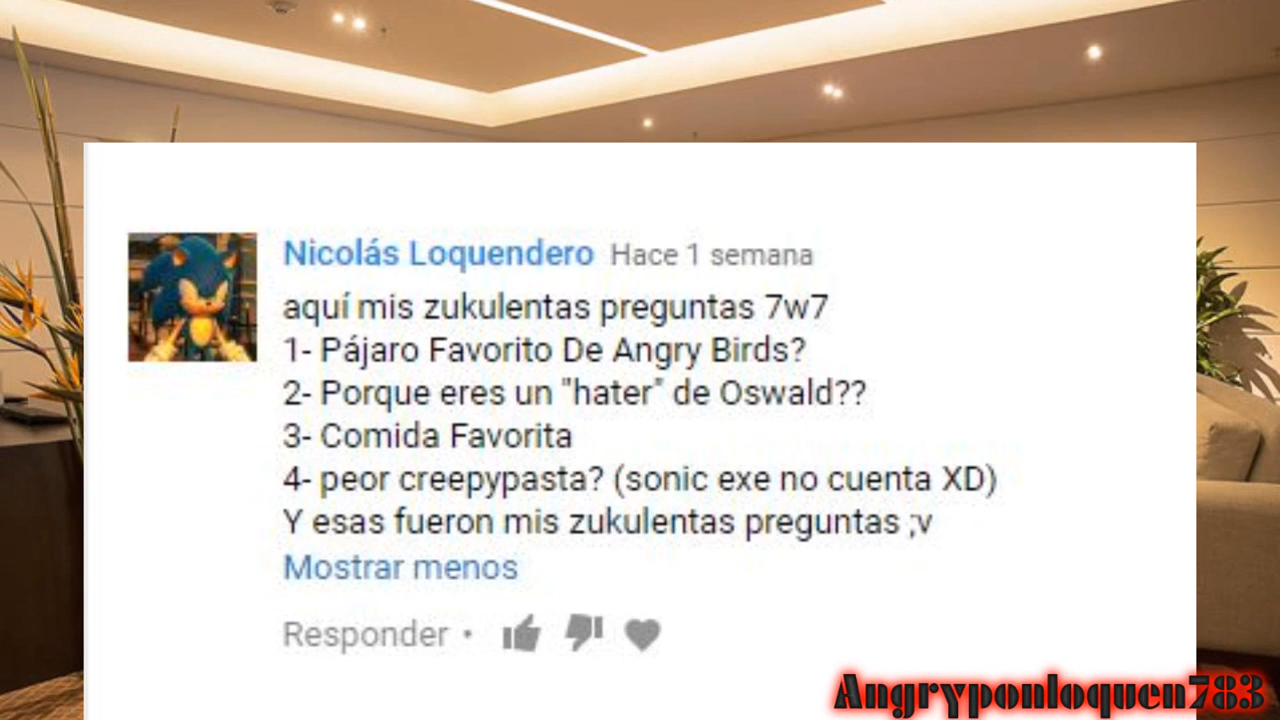 Nicolás Loquendero Hace 1 semana
aquí mis zukulentas preguntas 7w7
1- Pájaro Favorito De Angry Birds?
2- Porque eres un "hater" de Oswald??
3- Comida Favorita
4- peor creepypasta? (sonic exe no cuenta XD)
Y esas fueron mis zukulentas preguntas ;v
Mostrar menos
Responder •
Angryponloquen783